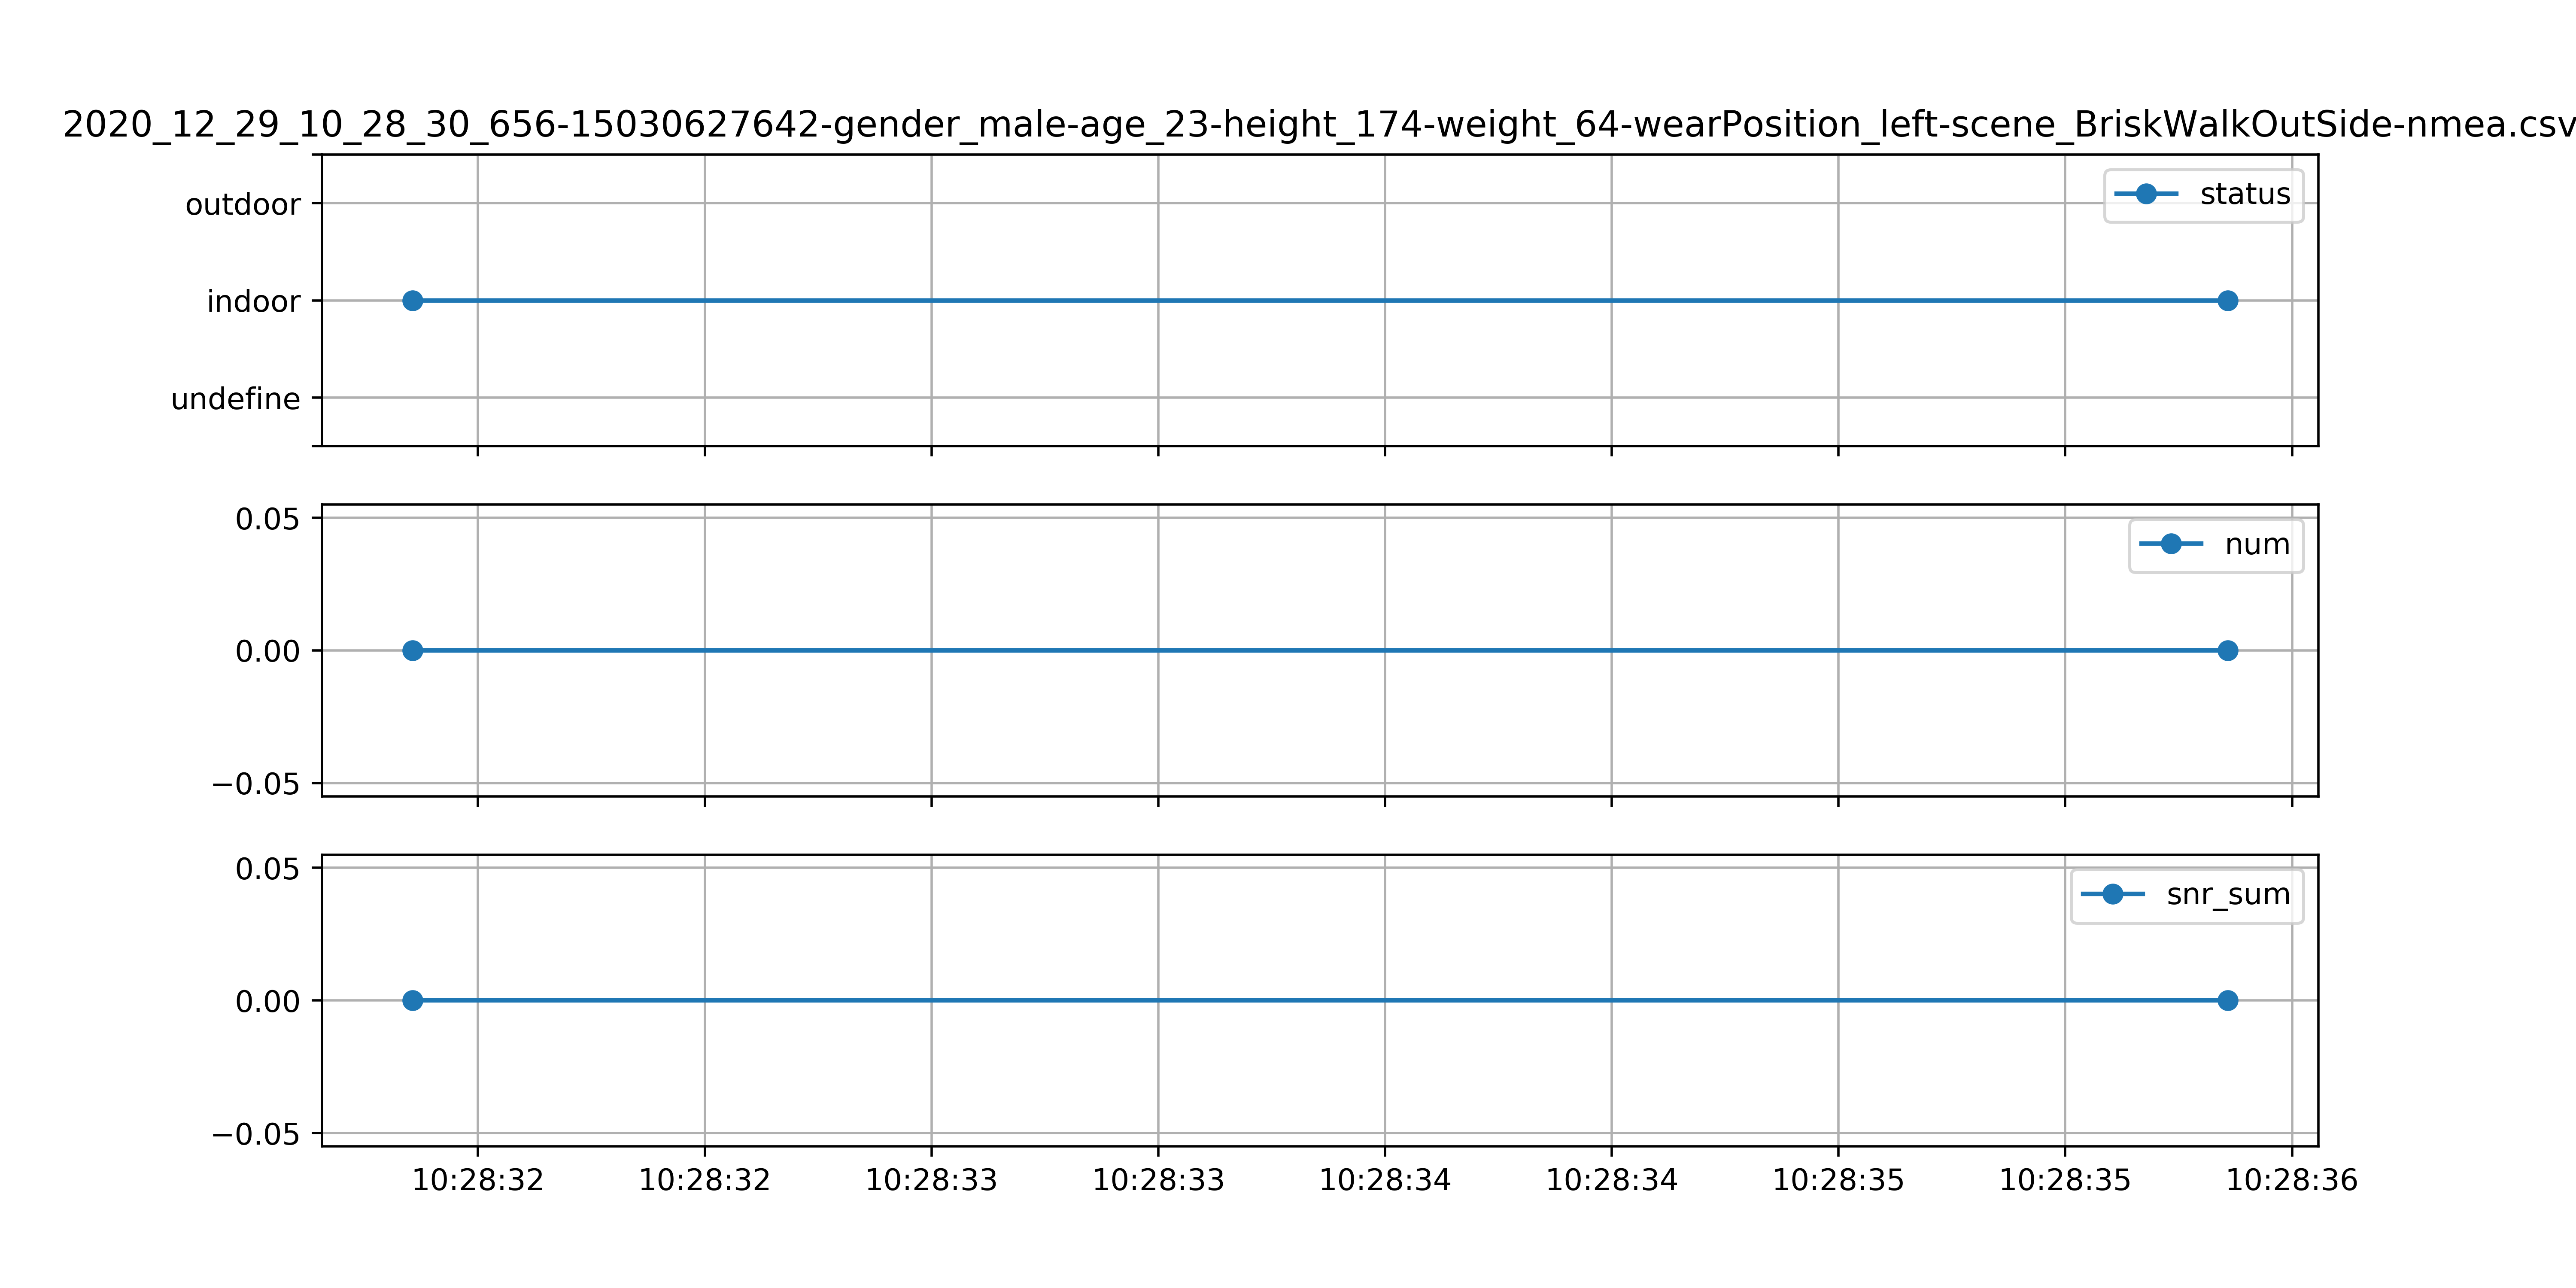 2020_12_29_10_28_30_656-15030627642-gender_male-age_23-height_174-weight_64-wearPosition_left-scene_BriskWalkOutSide-nmea.csv
outdoor
indoor
undefine
status
0.05
0.00
−0.05
num
0.05
0.00
−0.05
snr_sum
10:28:32 10:28:32 10:28:33 10:28:33 10:28:34 10:28:34 10:28:35 10:28:35 10:28:36